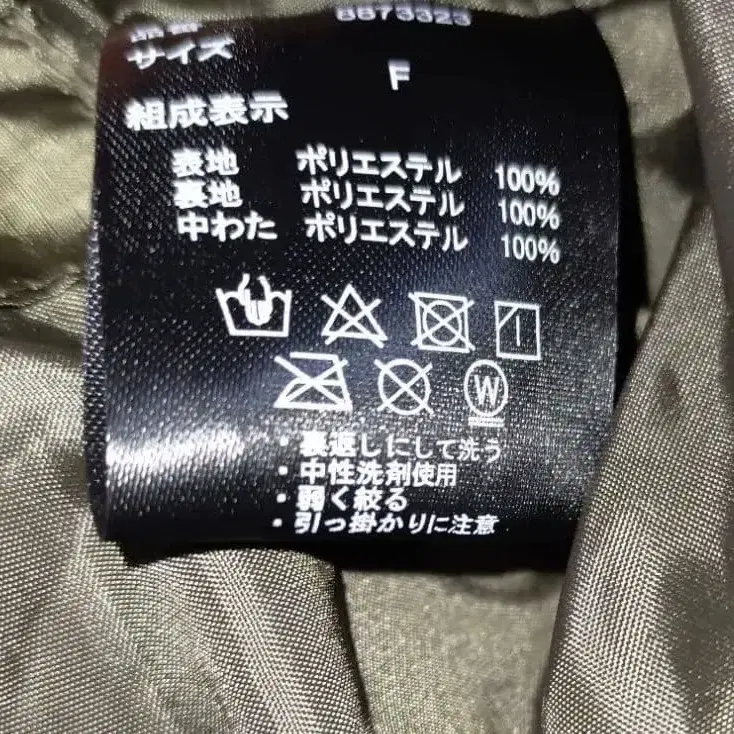 8873323
サイズ F
組成表示
表地 ポリエステル 100%
裏地 ポリエステル 100%
中わた ポリエステル 100%
W
・裏返しにして洗う
・中性洗剤使用
・弱く絞る
・引っ掛かりに注意